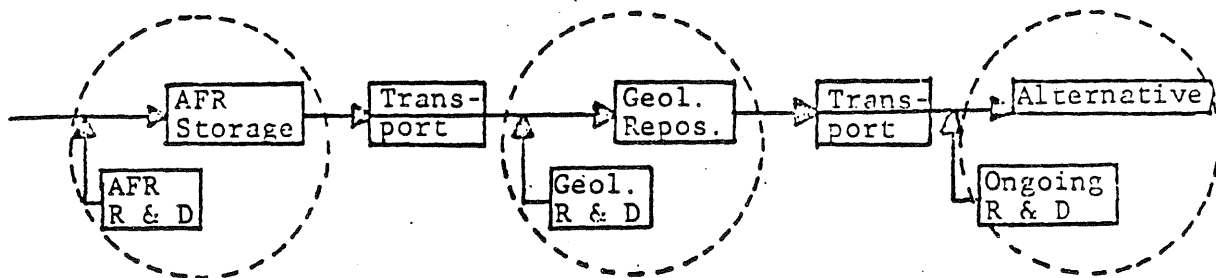 AFR
Storage
Trans-
port
Geol.
Repos.
Trans-
port
Alternative
AFR
R & D
Geol.
R & D
Ongoing
R & D